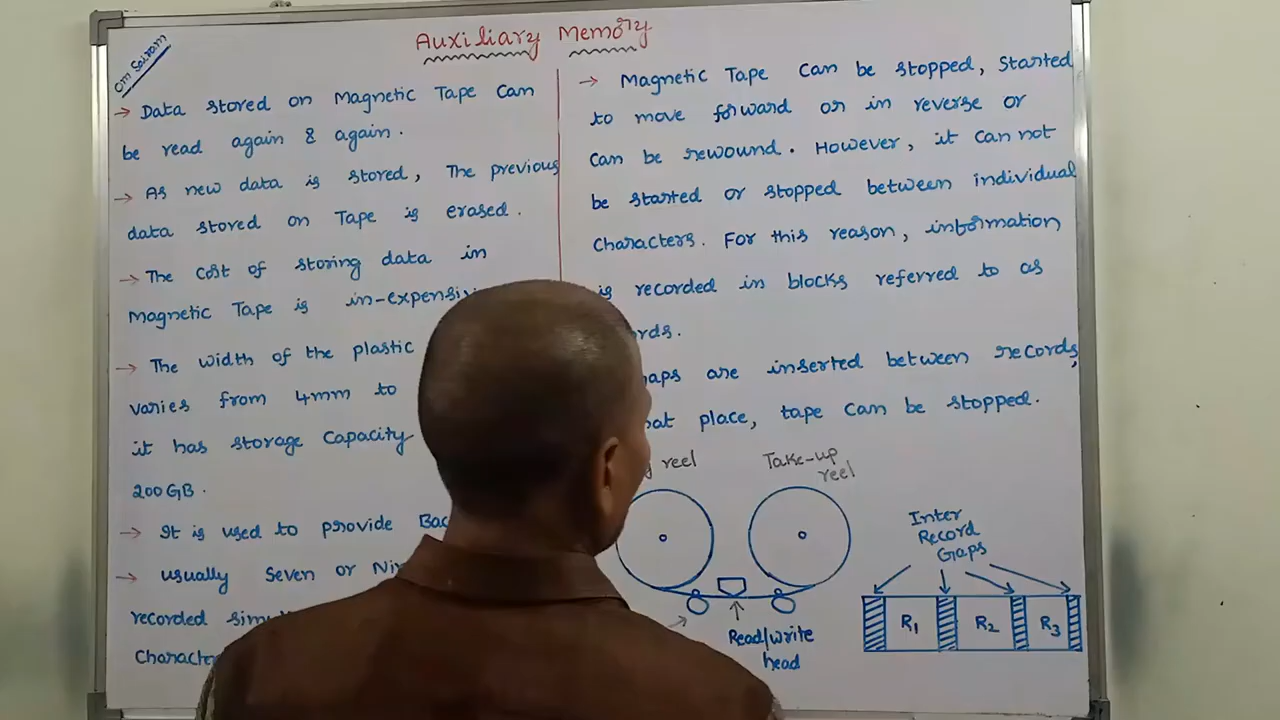 Om Sairam
Auxiliary Memory
→ Data stored on Magnetic Tape can
be read again & again.
→ As new data is stored, The previous
data stored on Tape is erased.
→ The cost of storing data in
Magnetic Tape is in-expensi
→ The width of the plastic
varies from 4mm to
it has storage capacity
200 GB.
→ It is used to provide Bac
→ usually Seven or Ni
recorded sim
Characte
→ Magnetic Tape can be stopped, Started
to move forward or in reverse or
can be rewound. However, it can not
be started or stopped between individual
characters. For this reason, information
is recorded in blocks referred to as
rds.
aps are inserted between records,
at place, tape can be stopped.
reel
Take-up
reel
Read/write
head
Inter
Record
Gaps
R1 R2 R3